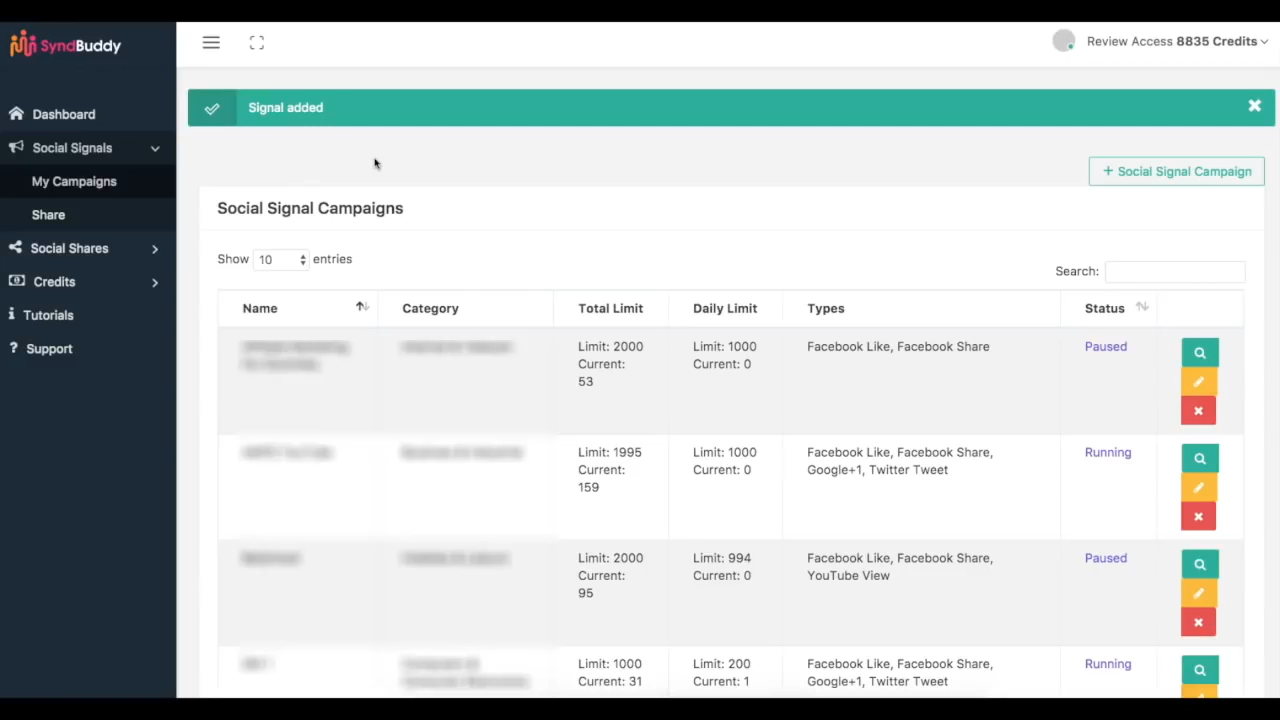 SyndBuddy
Review Access 8835 Credits
Dashboard
Social Signals
My Campaigns
Share
Social Shares
Credits
Tutorials
Support
Signal added
+ Social Signal Campaign
Social Signal Campaigns
Show 10 entries
Search:
Name Category Total Limit Daily Limit Types Status
Limit: 2000 Limit: 1000 Facebook Like, Facebook Share Paused
Current: Current: 0
53
Limit: 1995 Limit: 1000 Facebook Like, Facebook Share, Running
Current: Current: 0 Google+1, Twitter Tweet
159
Limit: 2000 Limit: 994 Facebook Like, Facebook Share, Paused
Current: Current: 0 YouTube View
95
Limit: 1000 Limit: 200 Facebook Like, Facebook Share, Running
Current: 31 Current: 1 Google+1, Twitter Tweet